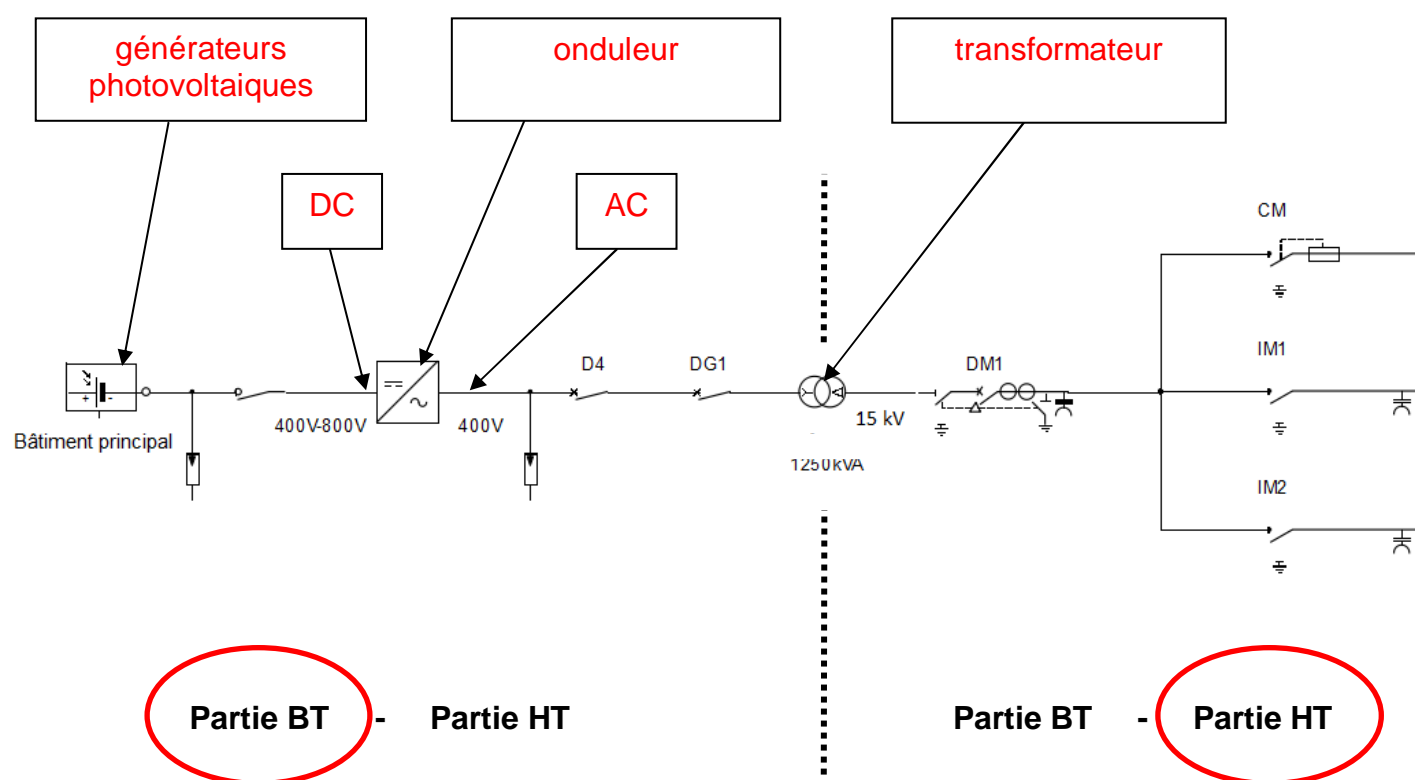 générateurs
photovoltaiques
onduleur
transformateur
DC
AC
CM
D4
DG1
DM1
IM1
+ -
400V-800V
400V
15 kV
Bâtiment principal
1250kVA
IM2
Partie BT - Partie HT
Partie BT - Partie HT